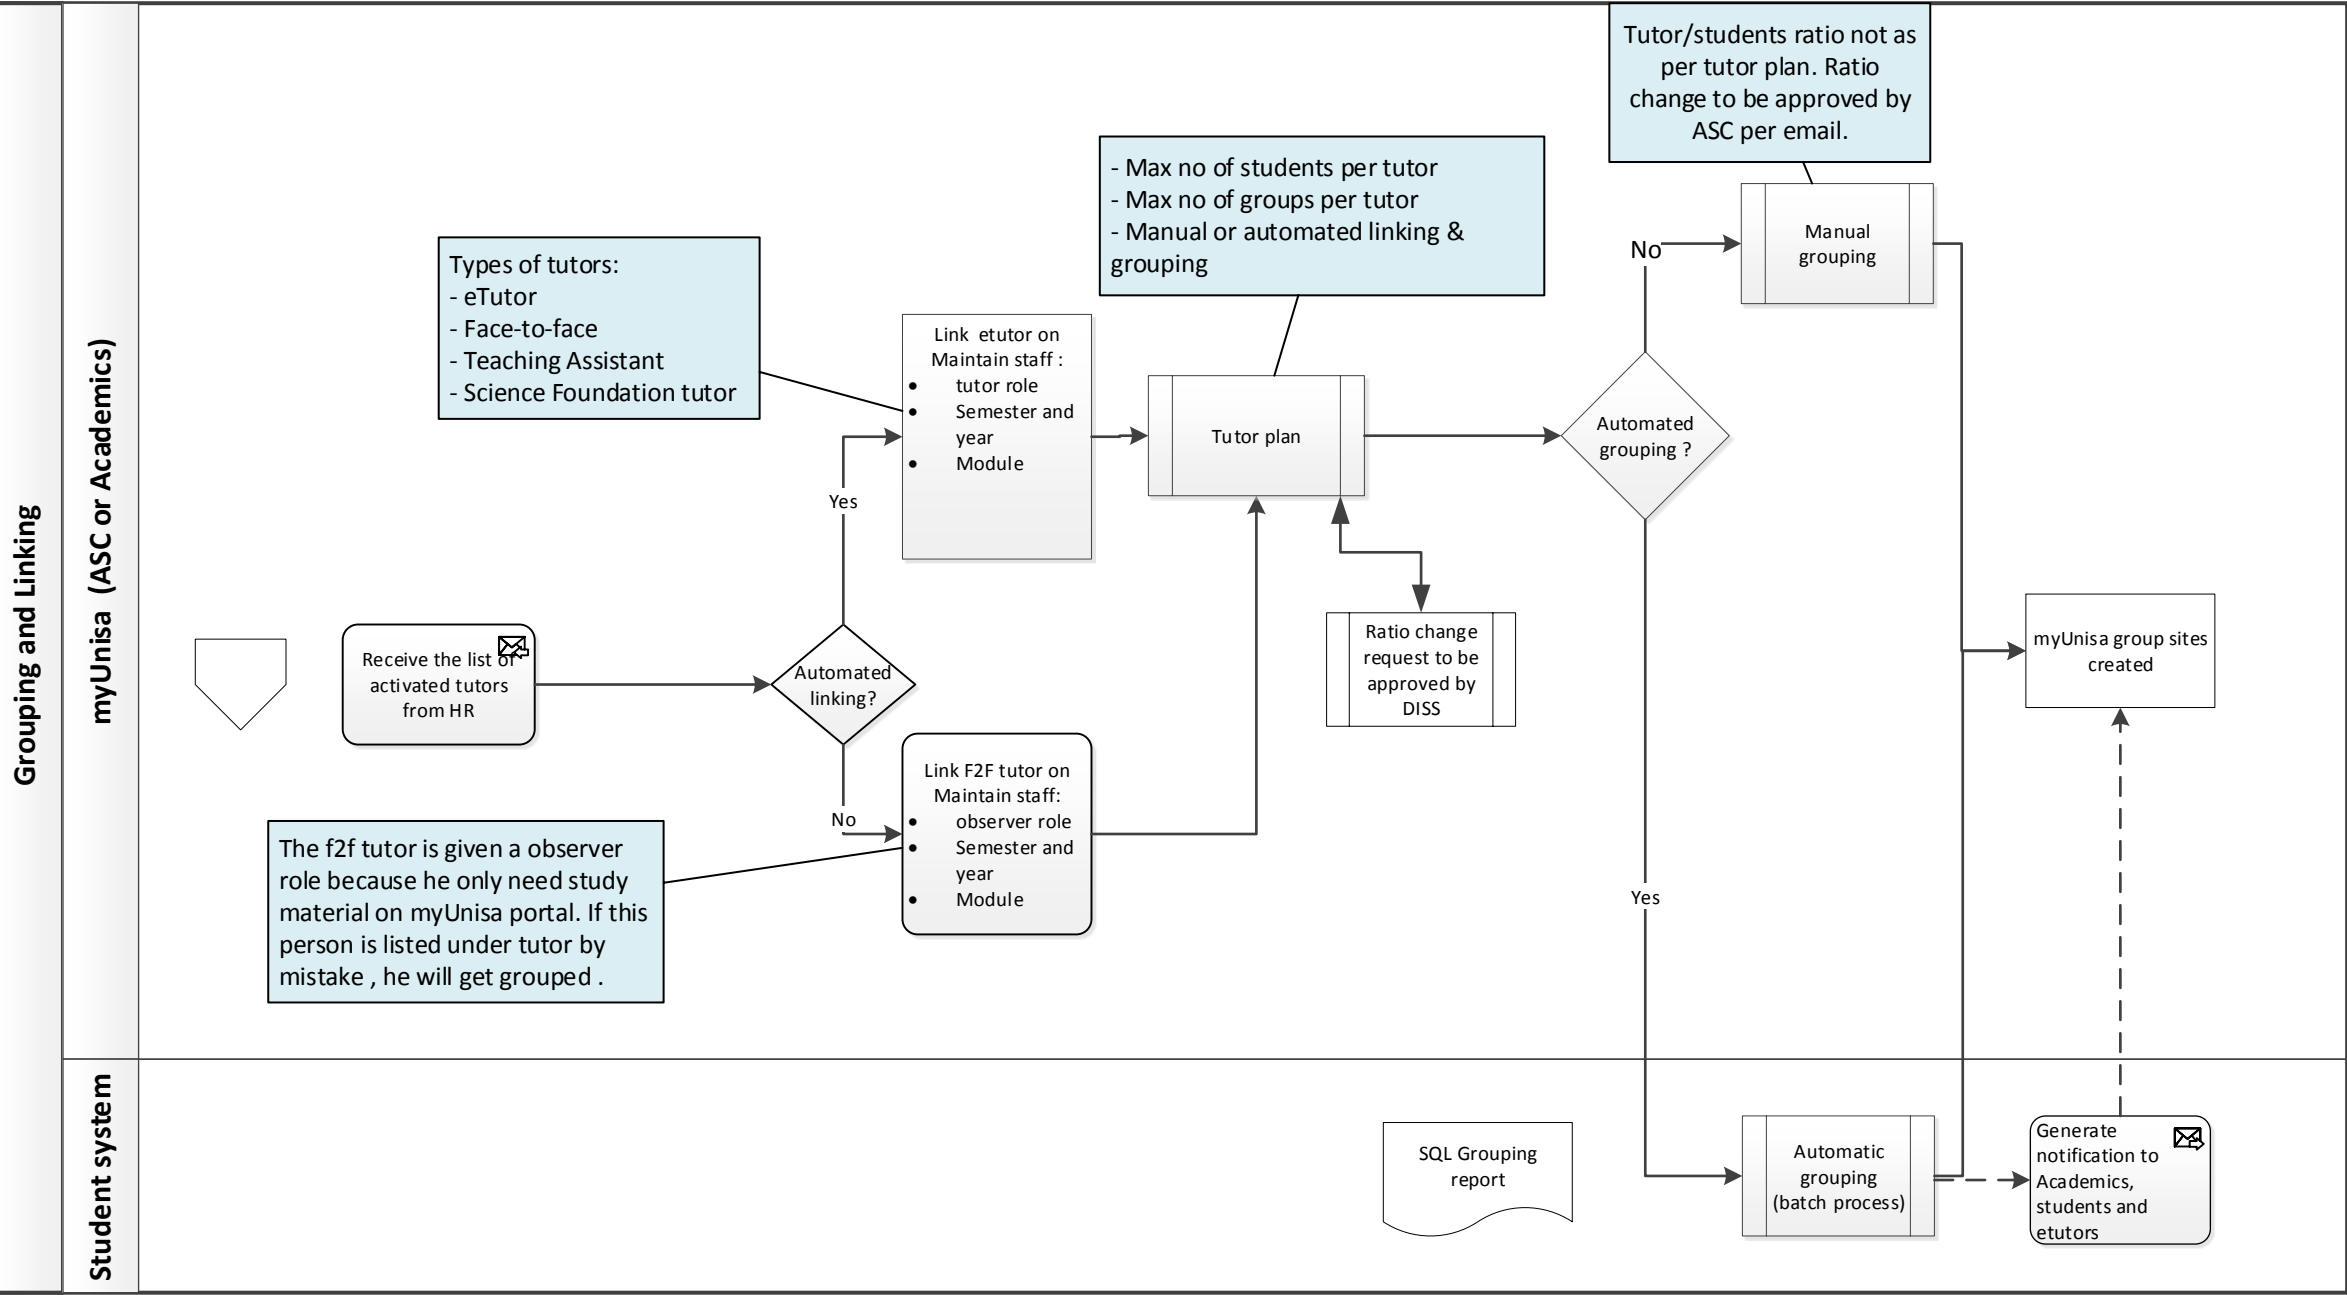 Grouping and Linking
myUnisa (ASC or Academics)
Tutor/students ratio not as
per tutor plan. Ratio
change to be approved by
ASC per email.
- Max no of students per tutor
- Max no of groups per tutor
- Manual or automated linking &
grouping
Types of tutors:
- eTutor
- Face-to-face
- Teaching Assistant
- Science Foundation tutor
No
Manual
grouping
Link etutor on
Maintain staff :
• tutor role
• Semester and
year
• Module
Tutor plan
Automated
grouping ?
Yes
Receive the list of
activated tutors
from HR
Automated
linking?
Ratio change
request to be
approved by
DISS
myUnisa group sites
created
No
Link F2F tutor on
Maintain staff:
• observer role
• Semester and
year
• Module
The f2f tutor is given a observer
role because he only need study
material on myUnisa portal. If this
person is listed under tutor by
mistake , he will get grouped .
Yes
Student system
SQL Grouping
report
Automatic
grouping
(batch process)
Generate
notification to
Academics,
students and
etutors